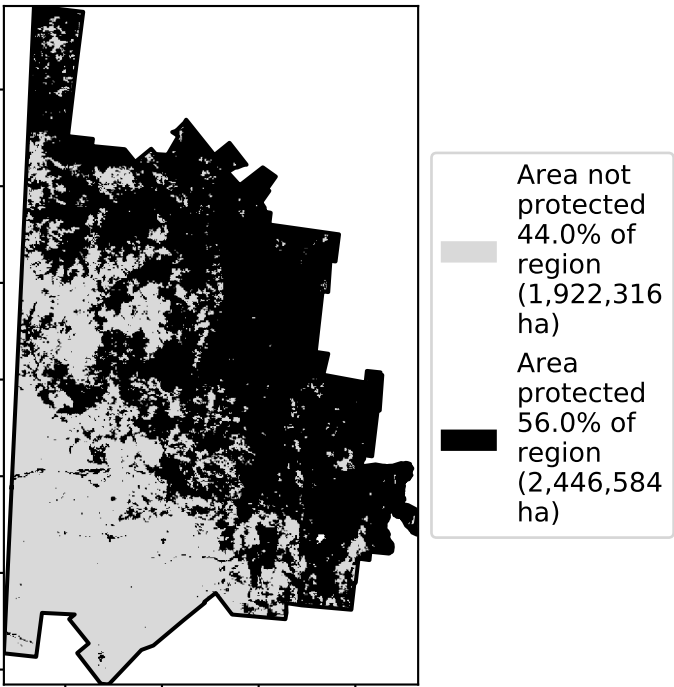 Area not
protected
44.0% of
region
(1,922,316
ha)
Area
protected
56.0% of
region
(2,446,584
ha)